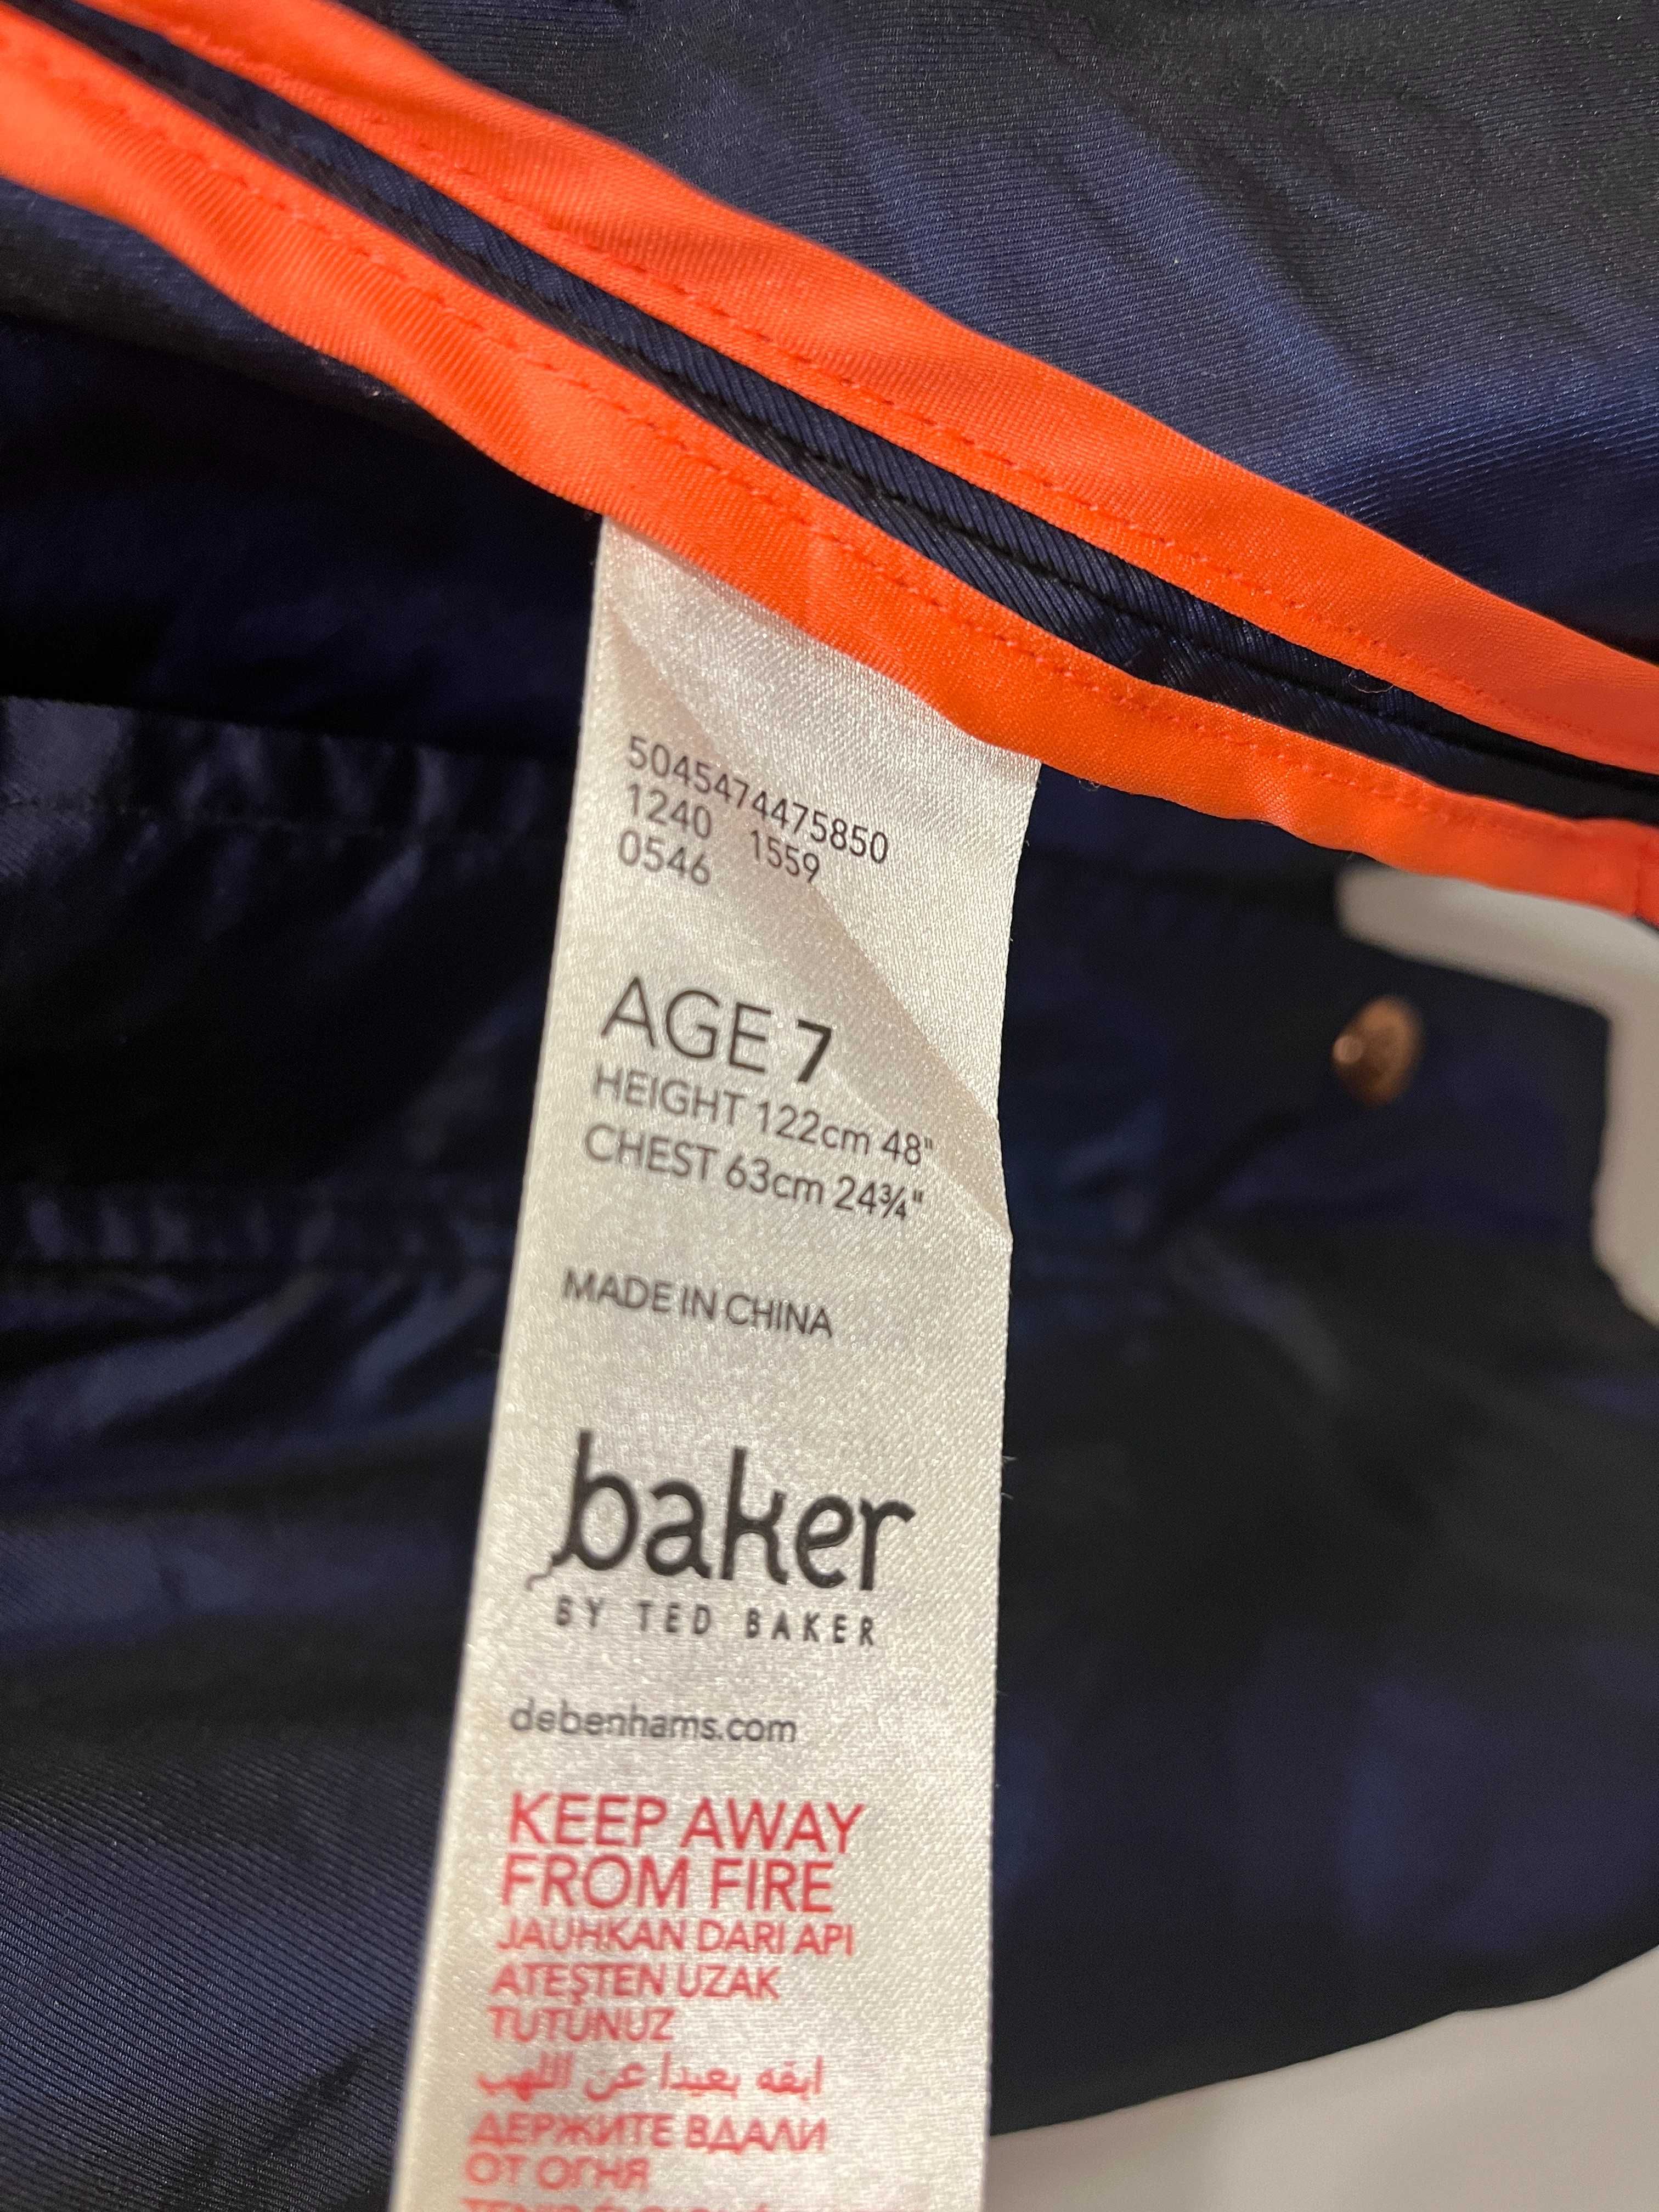 5045474475850
1240 1559
0546
AGE 7
HEIGHT 122cm 48"
CHEST 63cm 24¾"
MADE IN CHINA
baker
BY TED BAKER
debenhams.com
KEEP AWAY
FROM FIRE
JAUHKAN DARI API
ATEŞTEN UZAK
TUTUNUZ
ابقه بعيدا عن اللهب
ДЕРЖИТЕ ВДАЛИ
ОТ ОГНЯ